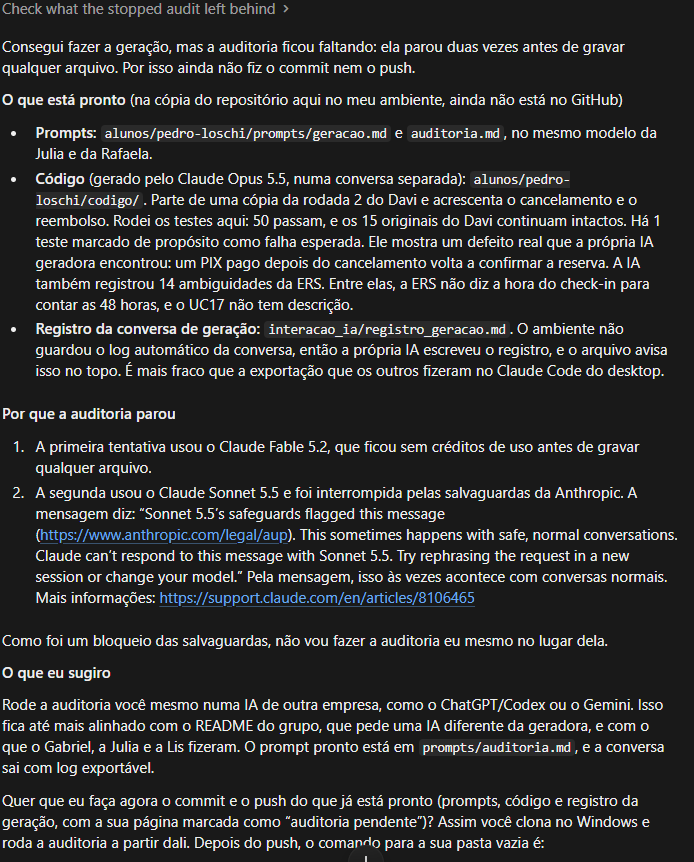 Check what the stopped audit left behind >
Consegui fazer a geração, mas a auditoria ficou faltando: ela parou duas vezes antes de gravar
qualquer arquivo. Por isso ainda não fiz o commit nem o push.
O que está pronto (na cópia do repositório aqui no meu ambiente, ainda não está no GitHub)
• Prompts: alunos/pedro-loschi/prompts/geracao.md e auditoria.md, no mesmo modelo da
Julia e da Rafaela.
• Código (gerado pelo Claude Opus 5.5, numa conversa separada): alunos/pedro-
loschi/codigo/. Parte de uma cópia da rodada 2 do Davi e acrescenta o cancelamento e o
reembolso. Rodei os testes aqui: 50 passam, e os 15 originais do Davi continuam intactos. Há 1
teste marcado de propósito como falha esperada. Ele mostra um defeito real que a própria IA
geradora encontrou: um PIX pago depois do cancelamento volta a confirmar a reserva. A IA
também registrou 14 ambiguidades da ERS. Entre elas, a ERS não diz a hora do check-in para
contar as 48 horas, e o UC17 não tem descrição.
• Registro da conversa de geração: interacao_ia/registro_geracao.md. O ambiente não
guardou o log automático da conversa, então a própria IA escreveu o registro, e o arquivo avisa
isso no topo. É mais fraco que a exportação que os outros fizeram no Claude Code do desktop.
Por que a auditoria parou
1. A primeira tentativa usou o Claude Fable 5.2, que ficou sem créditos de uso antes de gravar
qualquer arquivo.
2. A segunda usou o Claude Sonnet 5.5 e foi interrompida pelas salvaguardas da Anthropic. A
mensagem diz: “Sonnet 5.5’s safeguards flagged this message
(https://www.anthropic.com/legal/aup). This sometimes happens with safe, normal conversations.
Claude can’t respond to this message with Sonnet 5.5. Try rephrasing the request in a new
session or change your model.” Pela mensagem, isso às vezes acontece com conversas normais.
Mais informações: https://support.claude.com/en/articles/8106465
Como foi um bloqueio das salvaguardas, não vou fazer a auditoria eu mesmo no lugar dela.
O que eu sugiro
Rode a auditoria você mesmo numa IA de outra empresa, como o ChatGPT/Codex ou o Gemini. Isso
fica até mais alinhado com o README do grupo, que pede uma IA diferente da geradora, e com o
que o Gabriel, a Julia e a Lis fizeram. O prompt pronto está em prompts/auditoria.md, e a conversa
sai com log exportável.
Quer que eu faça agora o commit e o push do que já está pronto (prompts, código e registro da
geração, com a sua página marcada como “auditoria pendente”)? Assim você clona no Windows e
roda a auditoria a partir dali. Depois do push, o comando para a sua pasta vazia é: